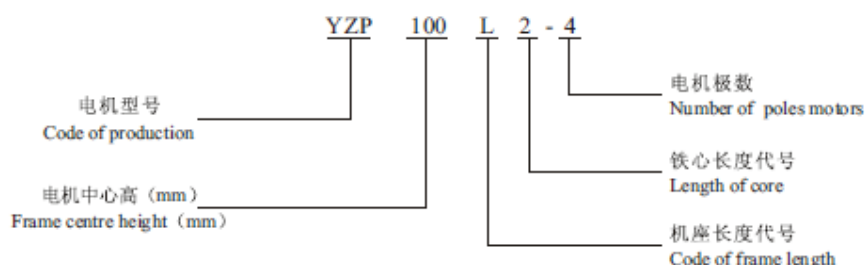 YZP 100 L 2 - 4
电机极数
Number of poles motors
电机型号
Code of production
铁心长度代号
Length of core
电机中心高（mm）
Frame centre height（mm）
机座长度代号
Code of frame length